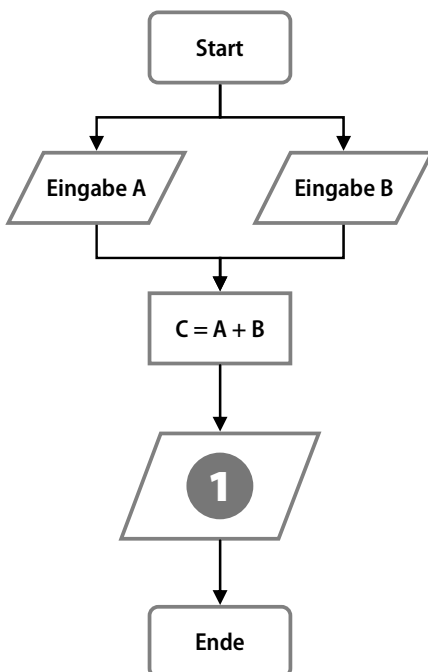 Start
Eingabe A
Eingabe B
C = A + B
1
Ende